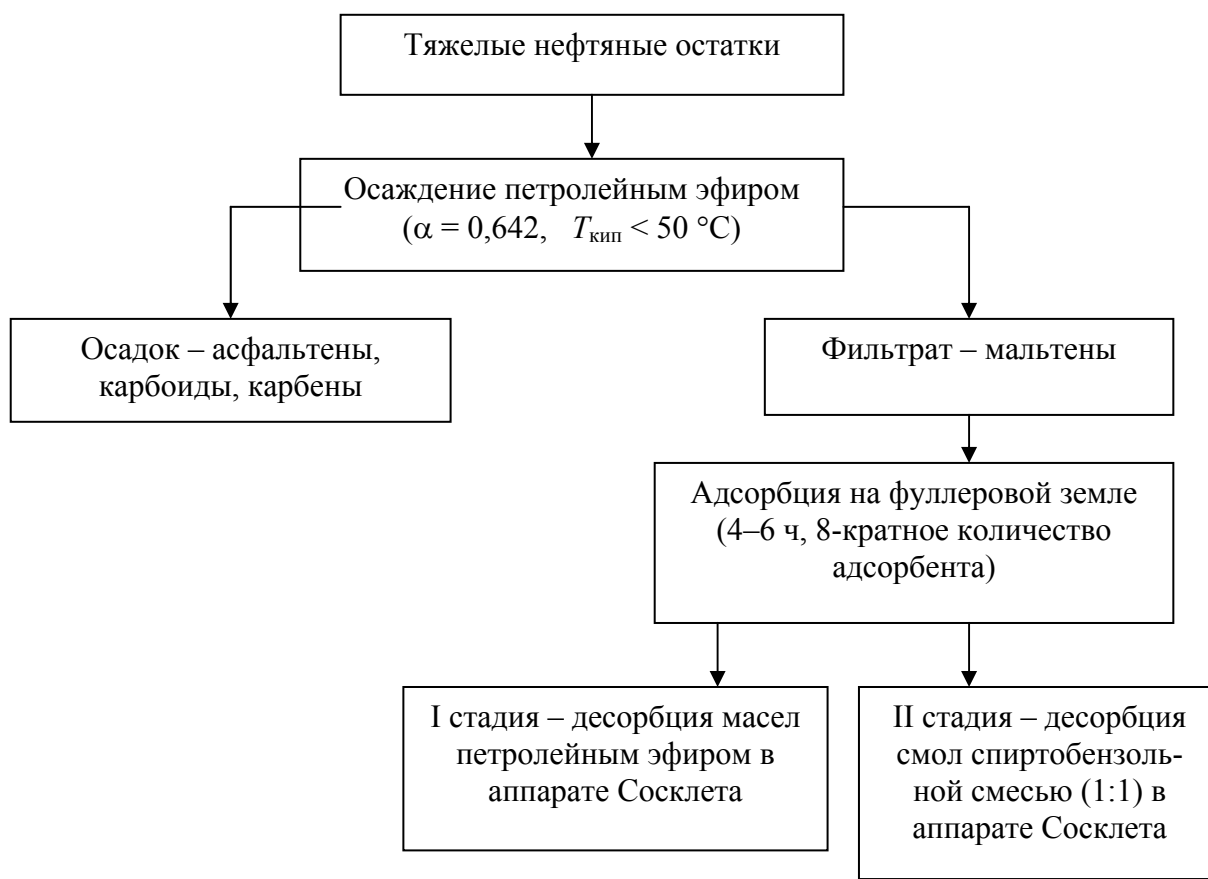 Тяжелые нефтяные остатки
Осаждение петролейным эфиром
(α = 0,642, Tкип < 50 °С)
Осадок – асфальтены,
карбоиды, карбены
Фильтрат – мальтены
Адсорбция на фуллеровой земле
(4–6 ч, 8-кратное количество
адсорбента)
I стадия – десорбция масел
петролейным эфиром в
аппарате Сосклета
II стадия – десорбция
смол спиртобензоль-
ной смесью (1:1) в
аппарате Сосклета